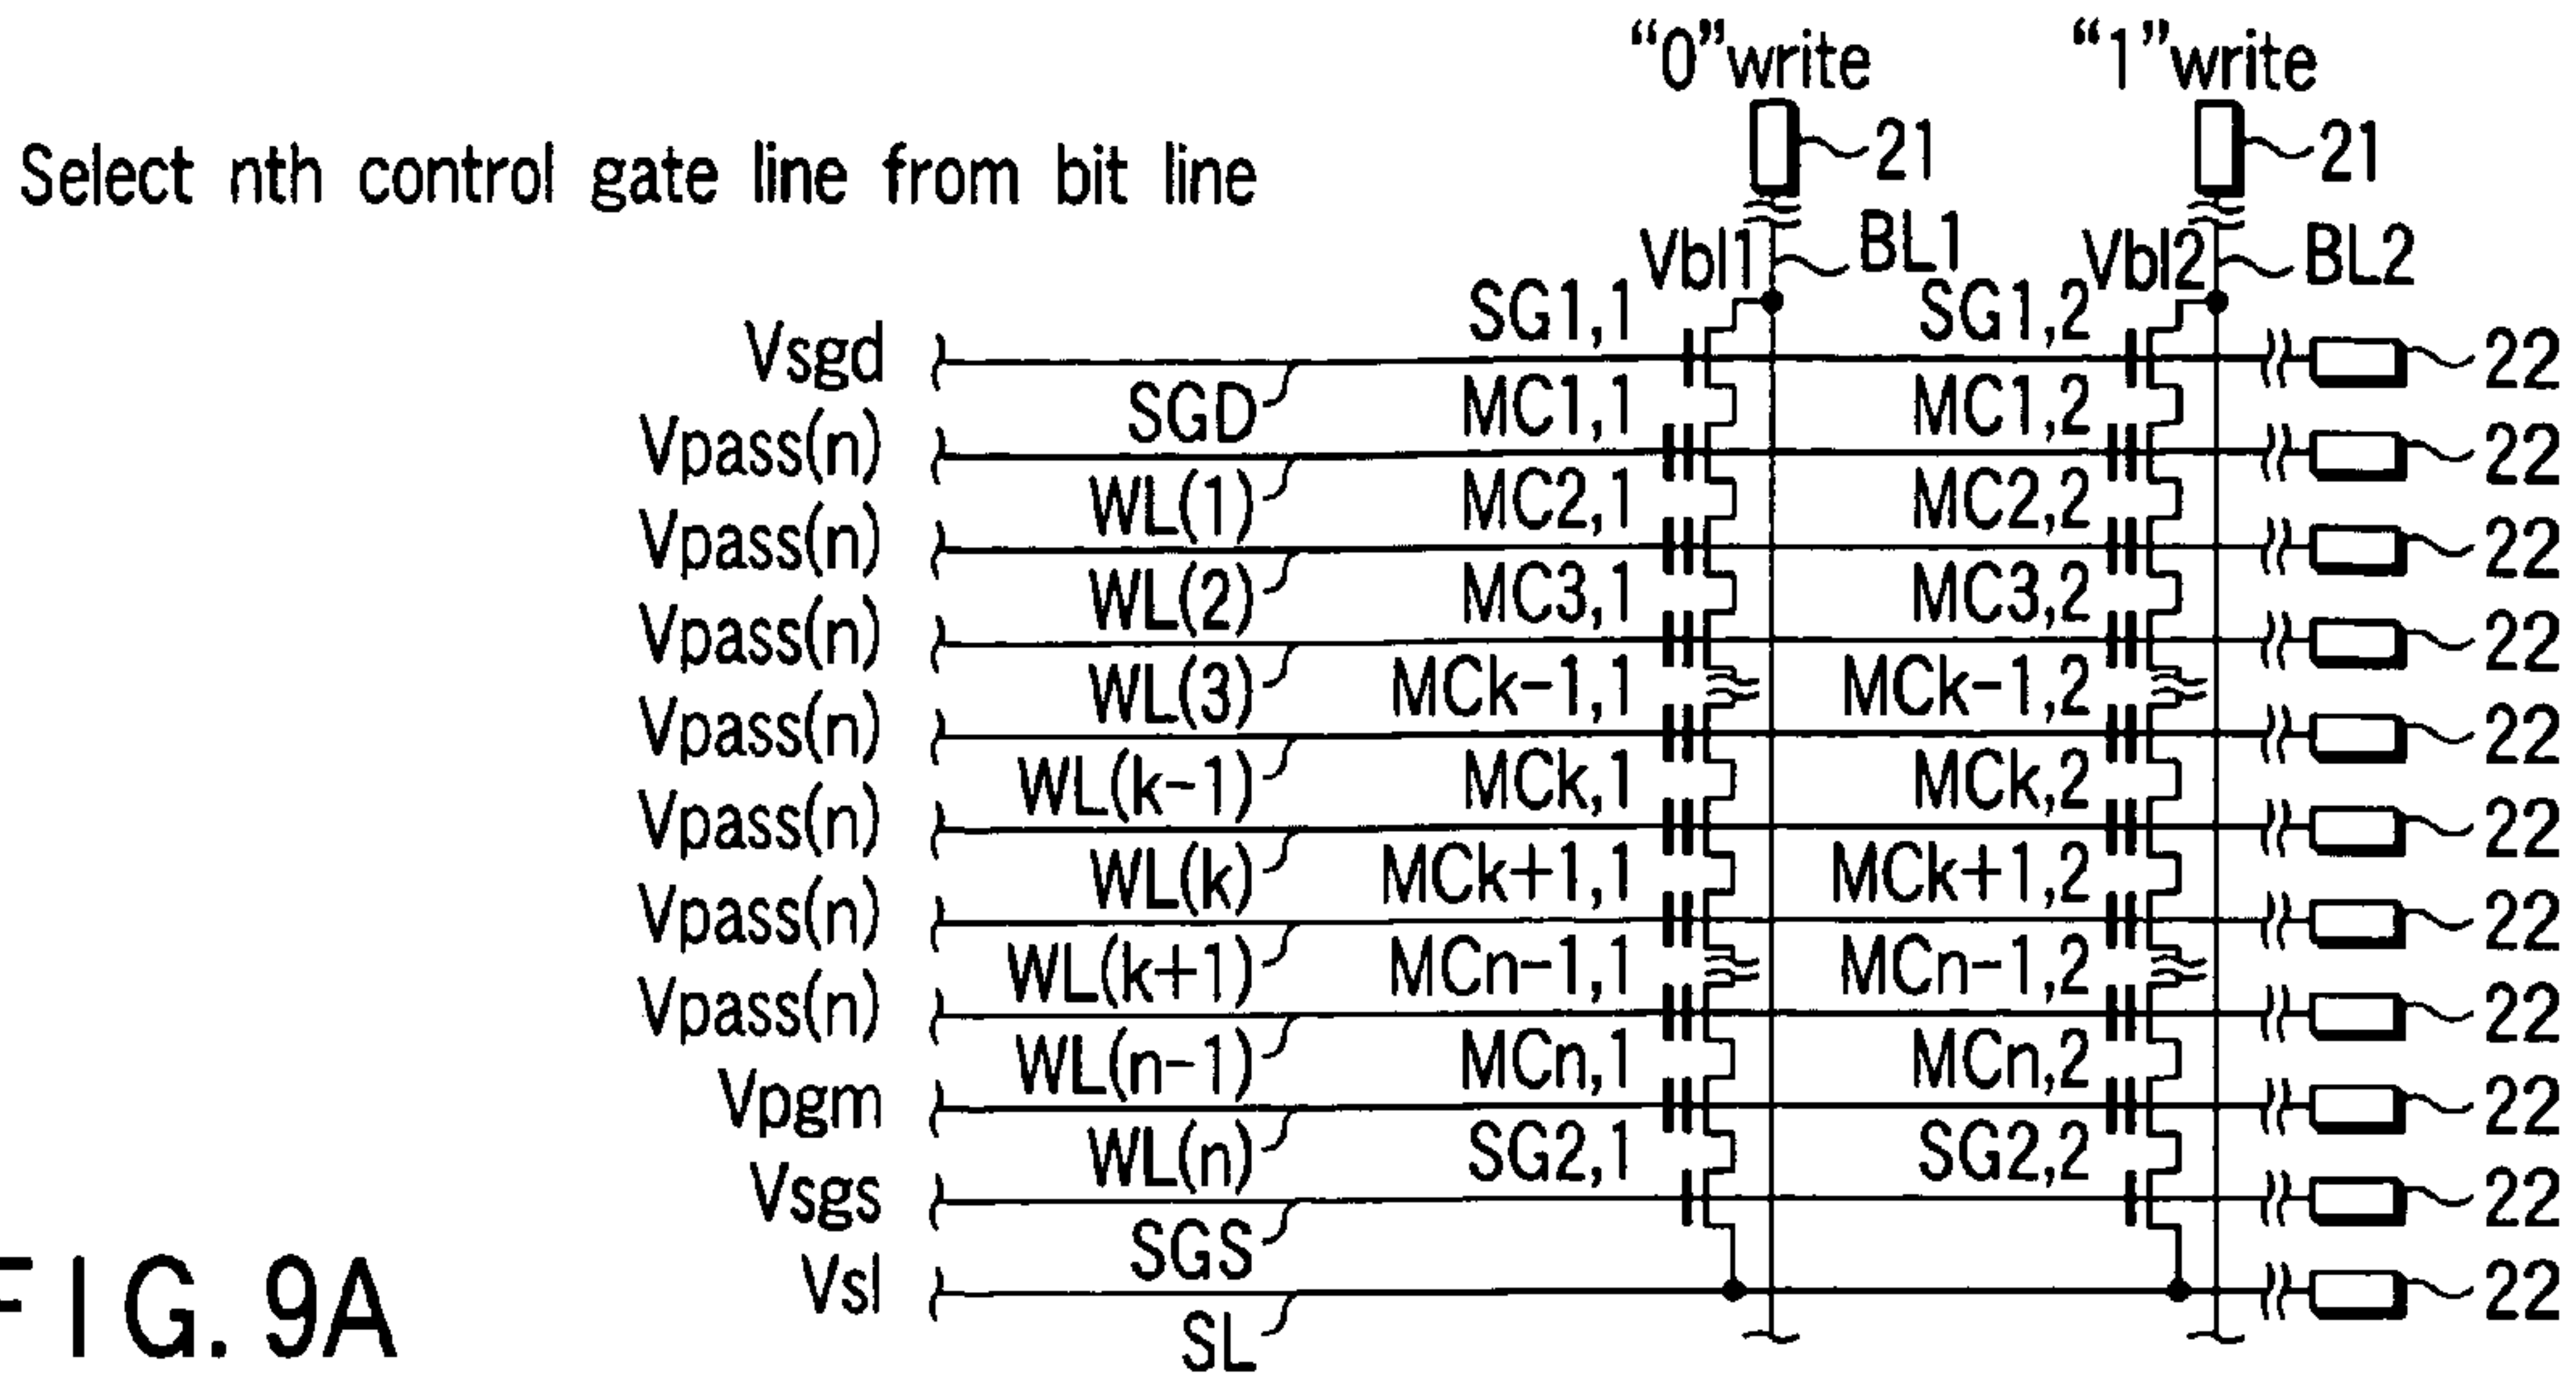 “0”write “1”write
21 21
Select nth control gate line from bit line
Vbl1 BL1 Vbl2 BL2
SG1,1 SG1,2
Vsgd SGD 22
MC1,1 MC1,2
Vpass(n) WL(1) 22
MC2,1 MC2,2
Vpass(n) WL(2) 22
MC3,1 MC3,2
Vpass(n) WL(3) 22
MCk-1,1 MCk-1,2
Vpass(n) WL(k-1) 22
MCk,1 MCk,2
Vpass(n) WL(k) 22
MCk+1,1 MCk+1,2
Vpass(n) WL(k+1) 22
MCn-1,1 MCn-1,2
Vpass(n) WL(n-1) 22
MCn,1 MCn,2
Vpgm WL(n) 22
SG2,1 SG2,2
Vsgs SGS 22
Vsl SL 22
FIG. 9A